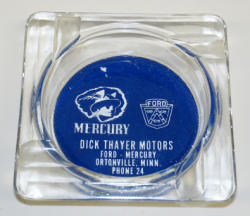 FORD
MERCURY
DICK THAYER MOTORS
FORD - MERCURY
ORTONVILLE, MINN.
PHONE 24